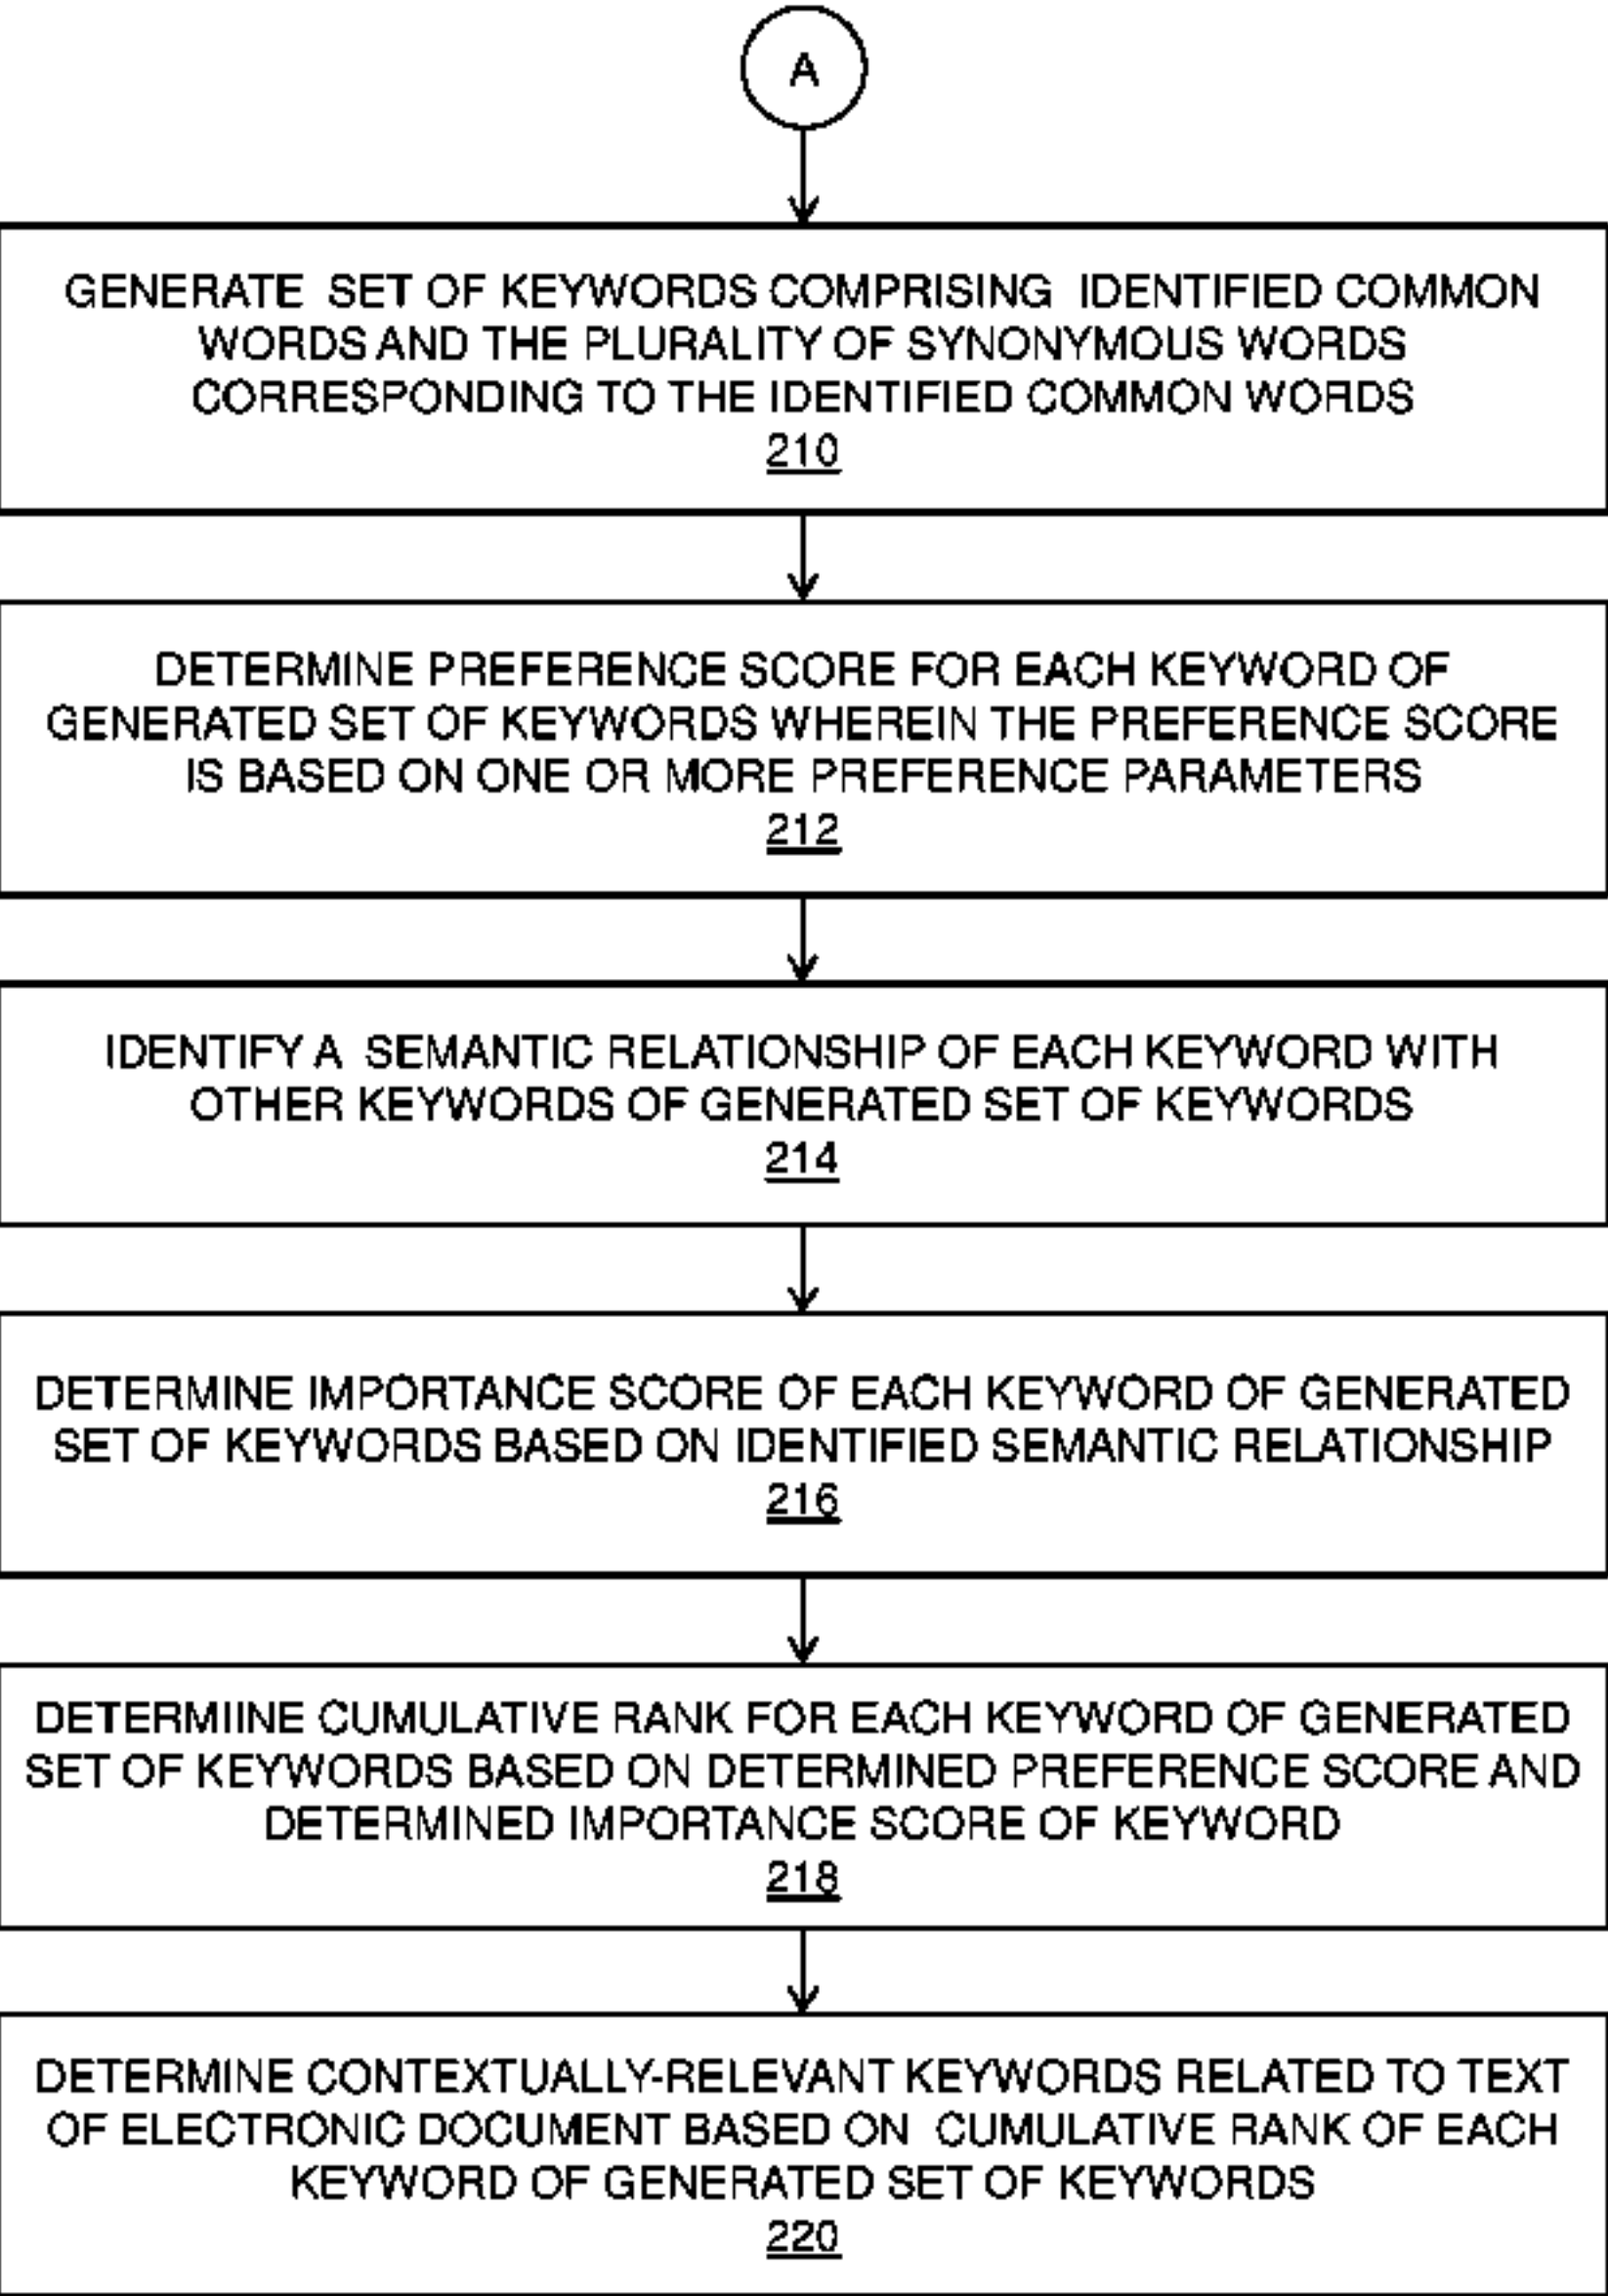 A
GENERATE SET OF KEYWORDS COMPRISING IDENTIFIED COMMON
WORDS AND THE PLURALITY OF SYNONYMOUS WORDS
CORRESPONDING TO THE IDENTIFIED COMMON WORDS
210
DETERMINE PREFERENCE SCORE FOR EACH KEYWORD OF
GENERATED SET OF KEYWORDS WHEREIN THE PREFERENCE SCORE
IS BASED ON ONE OR MORE PREFERENCE PARAMETERS
212
IDENTIFY A SEMANTIC RELATIONSHIP OF EACH KEYWORD WITH
OTHER KEYWORDS OF GENERATED SET OF KEYWORDS
214
DETERMINE IMPORTANCE SCORE OF EACH KEYWORD OF GENERATED
SET OF KEYWORDS BASED ON IDENTIFIED SEMANTIC RELATIONSHIP
216
DETERMIINE CUMULATIVE RANK FOR EACH KEYWORD OF GENERATED
SET OF KEYWORDS BASED ON DETERMINED PREFERENCE SCORE AND
DETERMINED IMPORTANCE SCORE OF KEYWORD
218
DETERMINE CONTEXTUALLY-RELEVANT KEYWORDS RELATED TO TEXT
OF ELECTRONIC DOCUMENT BASED ON CUMULATIVE RANK OF EACH
KEYWORD OF GENERATED SET OF KEYWORDS
220